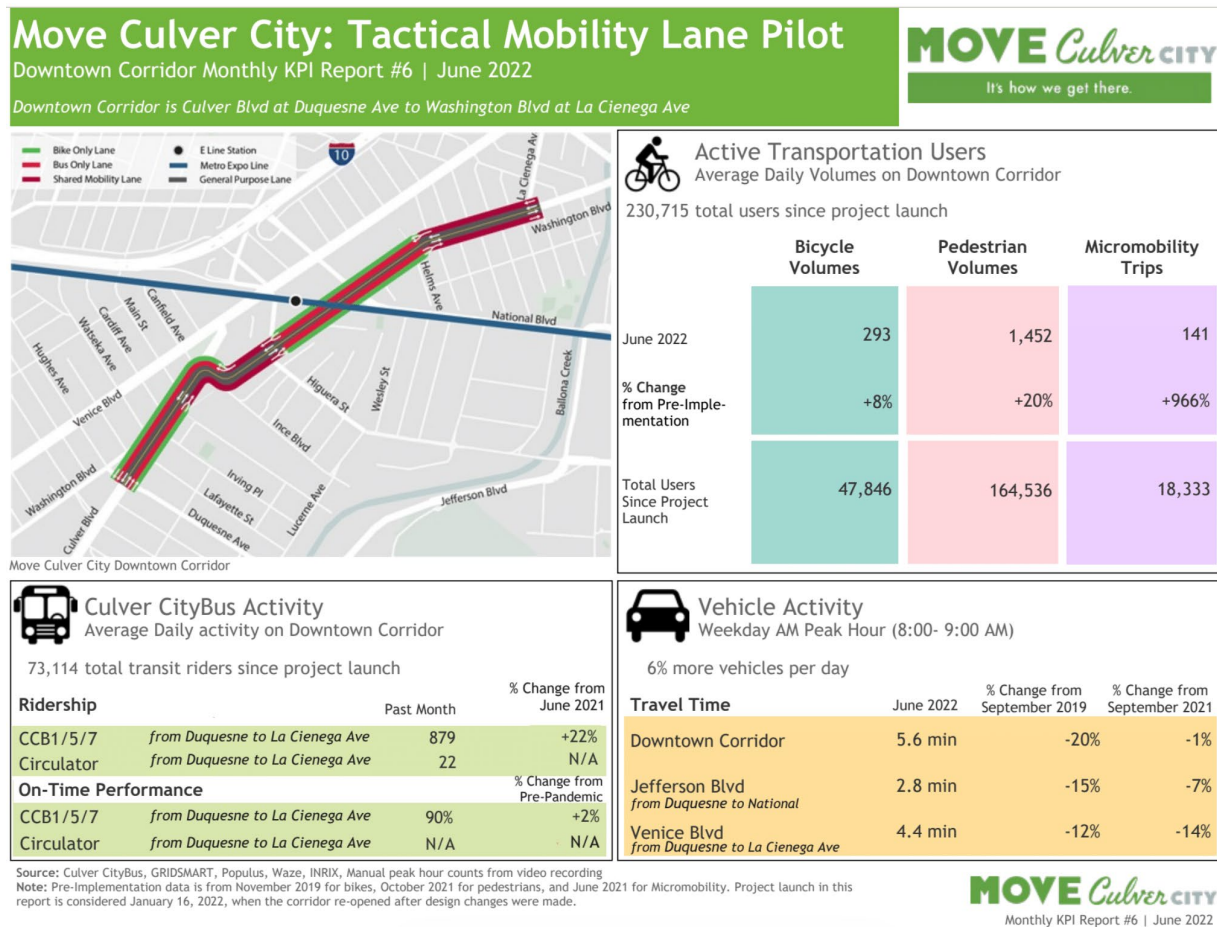 Move Culver City: Tactical Mobility Lane Pilot
Downtown Corridor Monthly KPI Report #6 | June 2022
Downtown Corridor is Culver Blvd at Duquesne Ave to Washington Blvd at La Cienega Ave
MOVE Culver CITY
It's how we get there.
Bike Only Lane
Bus Only Lane
Shared Mobility Lane
E Line Station
Metro Expo Line
General Purpose Lane
10
La Cienega Av
Washington Blvd
Helms Ave
National Blvd
Canfield Ave
Main St
Cardiff Ave
Watseka Ave
Hughes Ave
Venice Blvd
Higuera St
Wesley St
Ballona Creek
Ince Blvd
Irving Pl
Lafayette St
Duquesne Ave
Lucerne Ave
Jefferson Blvd
Washington Blvd
Culver Blvd
Move Culver City Downtown Corridor
Active Transportation Users
Average Daily Volumes on Downtown Corridor
230,715 total users since project launch
Bicycle Volumes Pedestrian Volumes Micromobility Trips
June 2022 293 1,452 141
% Change from Pre-Imple-mentation +8% +20% +966%
Total Users Since Project Launch 47,846 164,536 18,333
Culver CityBus Activity
Average Daily activity on Downtown Corridor
73,114 total transit riders since project launch
Ridership Past Month % Change from June 2021
CCB1/5/7 from Duquesne to La Cienega Ave 879 +22%
Circulator from Duquesne to La Cienega Ave 22 N/A
On-Time Performance % Change from Pre-Pandemic
CCB1/5/7 from Duquesne to La Cienega Ave 90% +2%
Circulator from Duquesne to La Cienega Ave N/A N/A
Vehicle Activity
Weekday AM Peak Hour (8:00- 9:00 AM)
6% more vehicles per day
Travel Time June 2022 % Change from September 2019 % Change from September 2021
Downtown Corridor 5.6 min -20% -1%
Jefferson Blvd 2.8 min -15% -7%
from Duquesne to National
Venice Blvd 4.4 min -12% -14%
from Duquesne to La Cienega Ave
Source: Culver CityBus, GRIDSMART, Populus, Waze, INRIX, Manual peak hour counts from video recording
Note: Pre-Implementation data is from November 2019 for bikes, October 2021 for pedestrians, and June 2021 for Micromobility. Project launch in this
report is considered January 16, 2022, when the corridor re-opened after design changes were made.
MOVE Culver CITY
Monthly KPI Report #6 | June 2022